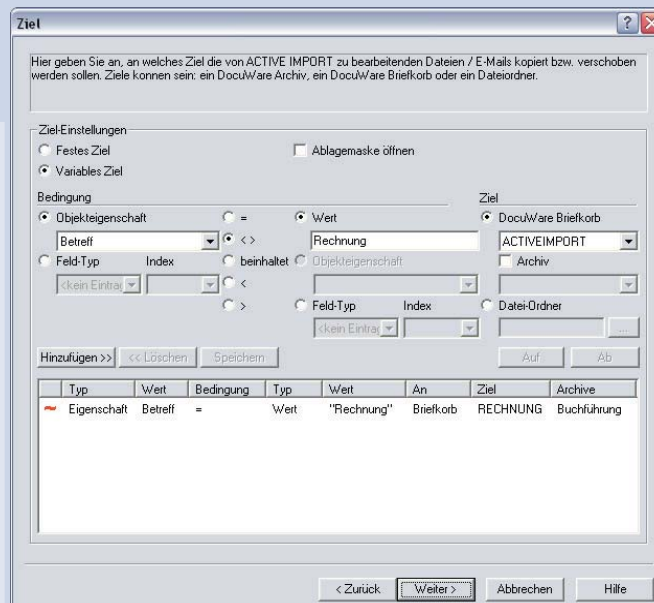 Ziel
Hier geben Sie an, an welches Ziel die von ACTIVE IMPORT zu bearbeitenden Dateien / E-Mails kopiert bzw. verschoben
werden sollen. Ziele konnen sein: ein DocuWare Archiv, ein DocuWare Briefkorb oder ein Dateiordner.
Ziel-Einstellungen
Festes Ziel
Ablagemaske öffnen
Variables Ziel
Bedingung
Ziel
Objekteigenschaft
=
Wert
DocuWare Briefkorb
Betreff
<>
Rechnung
ACTIVEIMPORT
Feld-Typ
Index
beinhaltet
Objekteigenschaft
Archiv
<kein Eintrag
<
>
Feld-Typ
Index
Datei-Ordner
<kein Eintrag
...
Hinzufügen >>
<< Löschen
Speichern
Auf
Ab
Typ Wert Bedingung Typ Wert An Ziel Archive
Eigenschaft Betreff = Wert "Rechnung" Briefkorb RECHNUNG Buchführung
< Zurück
Weiter >
Abbrechen
Hilfe